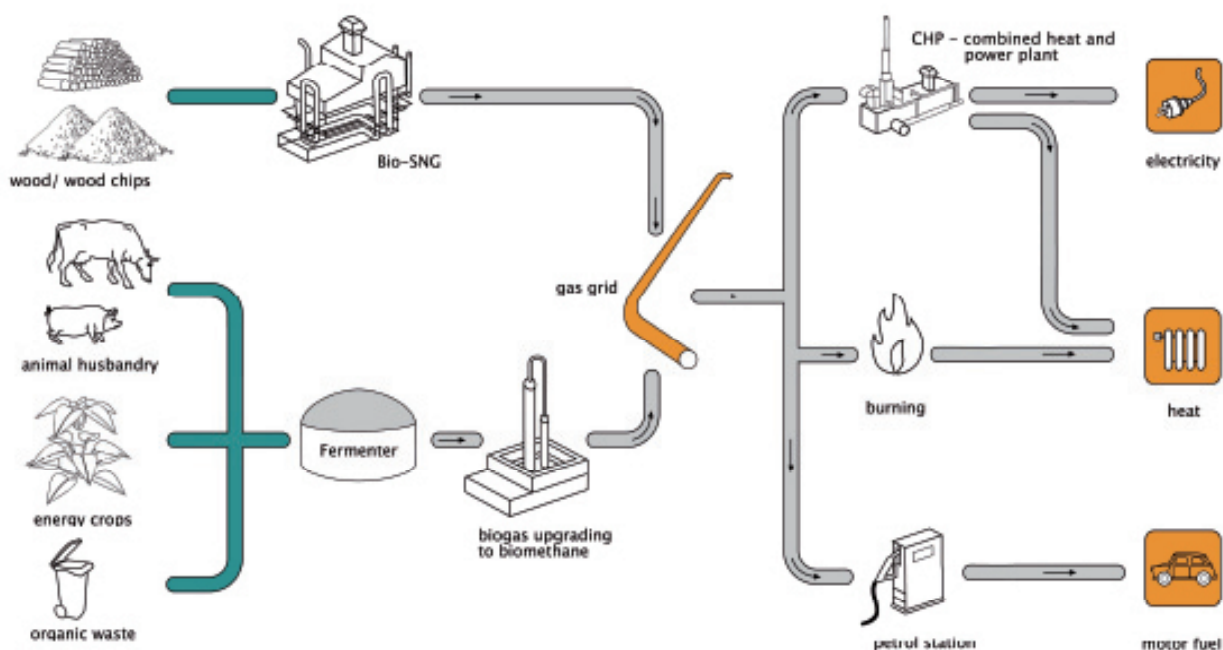 CHP - combined heat and
power plant
Bio-SNG
wood/ wood chips
electricity
gas grid
animal husbandry
burning
heat
Fermenter
energy crops
biogas upgrading
to biomethane
organic waste
petrol station
motor fuel